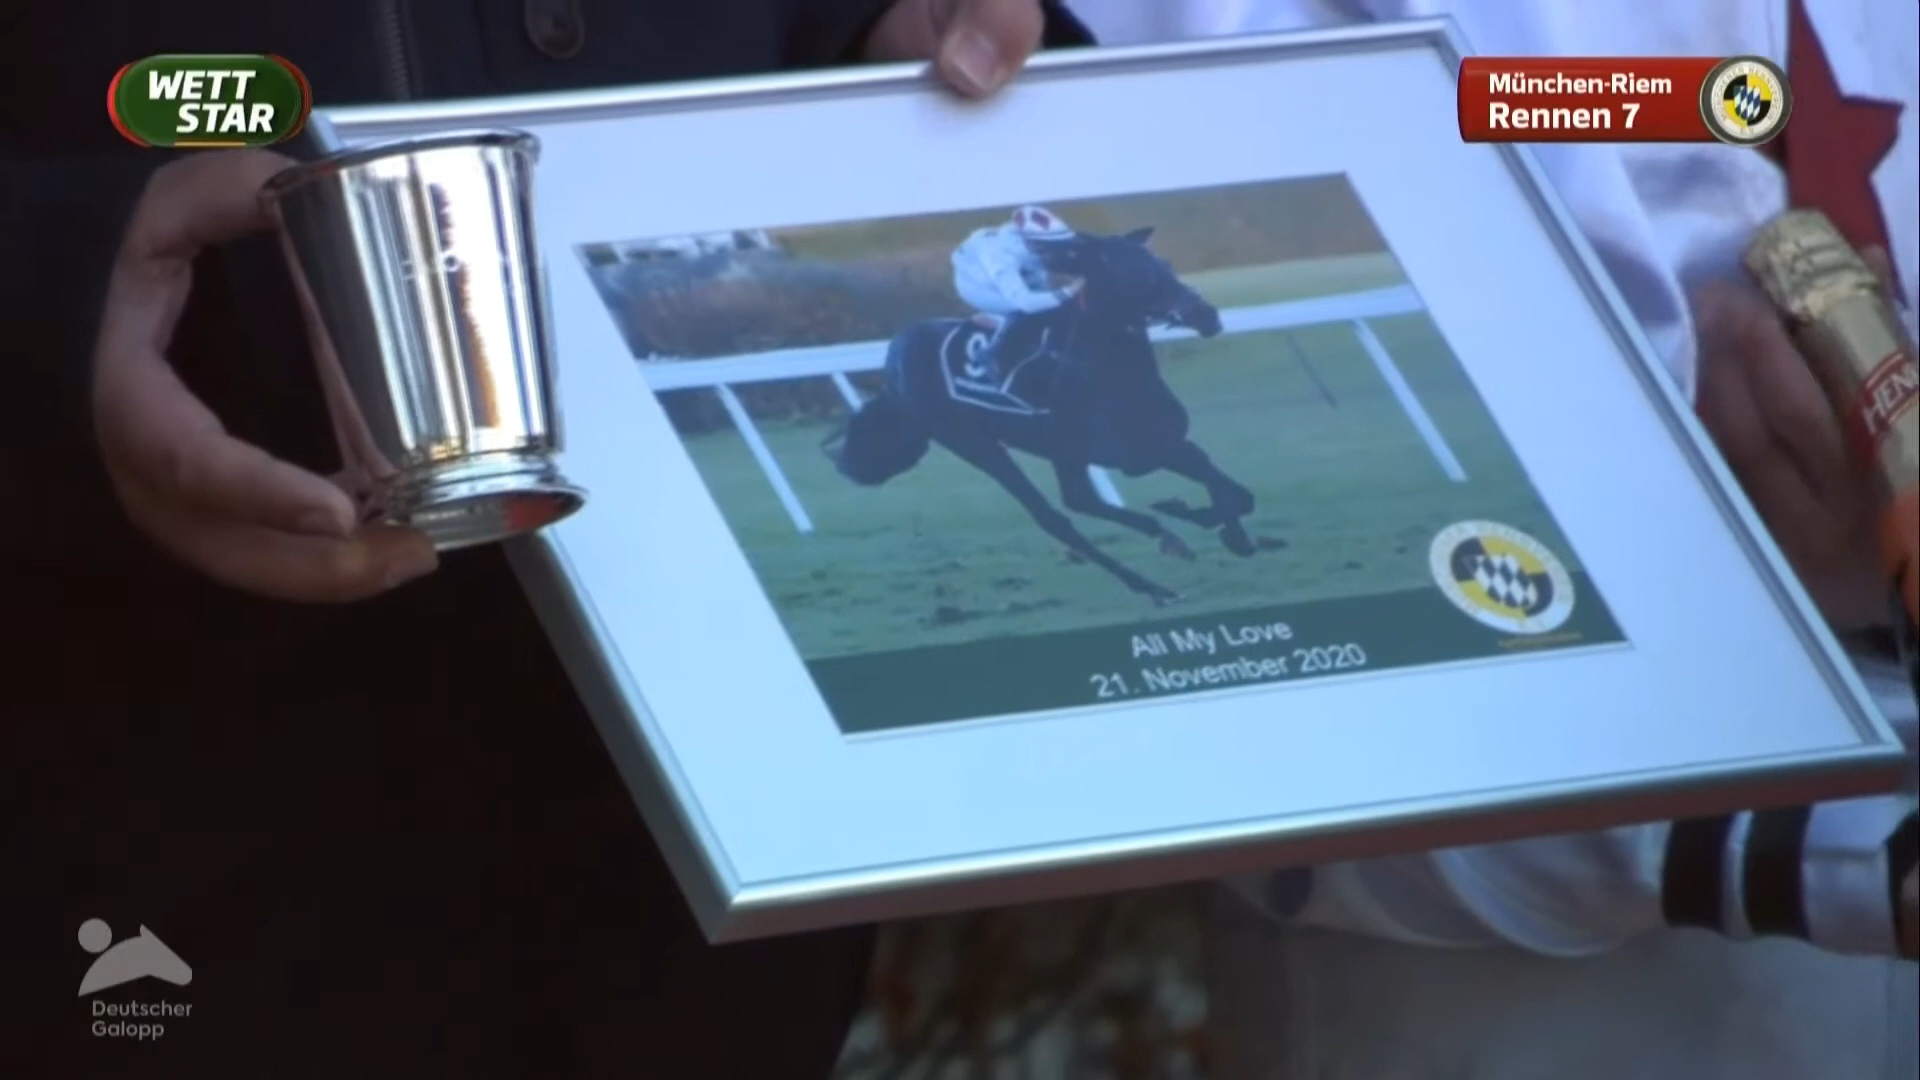 WETT
STAR
München-Riem
Rennen 7
All My Love
21. November 2020
Deutscher
Galopp